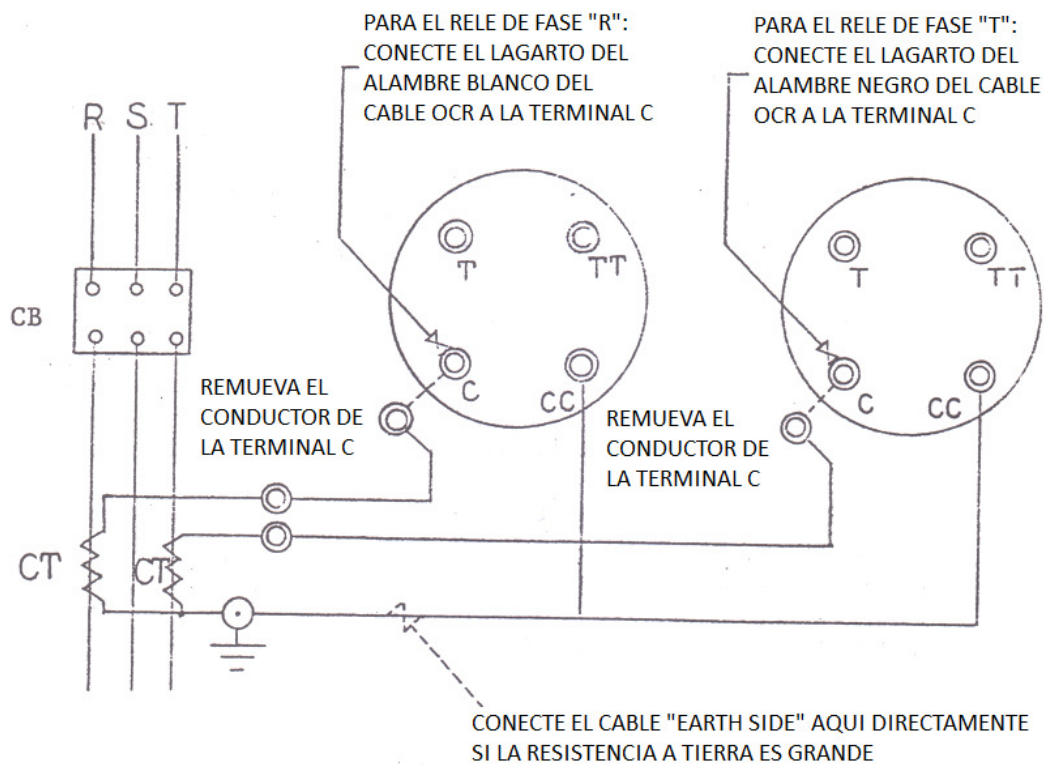 PARA EL RELE DE FASE "R":
CONECTE EL LAGARTO DEL
ALAMBRE BLANCO DEL
CABLE OCR A LA TERMINAL C
PARA EL RELE DE FASE "T":
CONECTE EL LAGARTO DEL
ALAMBRE NEGRO DEL CABLE
OCR A LA TERMINAL C
R S T
CB
T
TT
C
CC
T
TT
C
CC
REMUEVA EL
CONDUCTOR DE
LA TERMINAL C
REMUEVA EL
CONDUCTOR DE
LA TERMINAL C
CT
CT
CONECTE EL CABLE "EARTH SIDE" AQUI DIRECTAMENTE
SI LA RESISTENCIA A TIERRA ES GRANDE